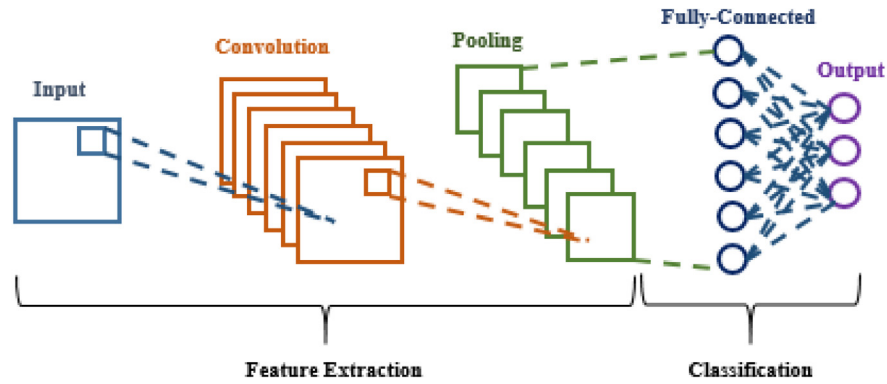 Fully-Connected
Pooling
Convolution
Output
Input
Feature Extraction
Classification